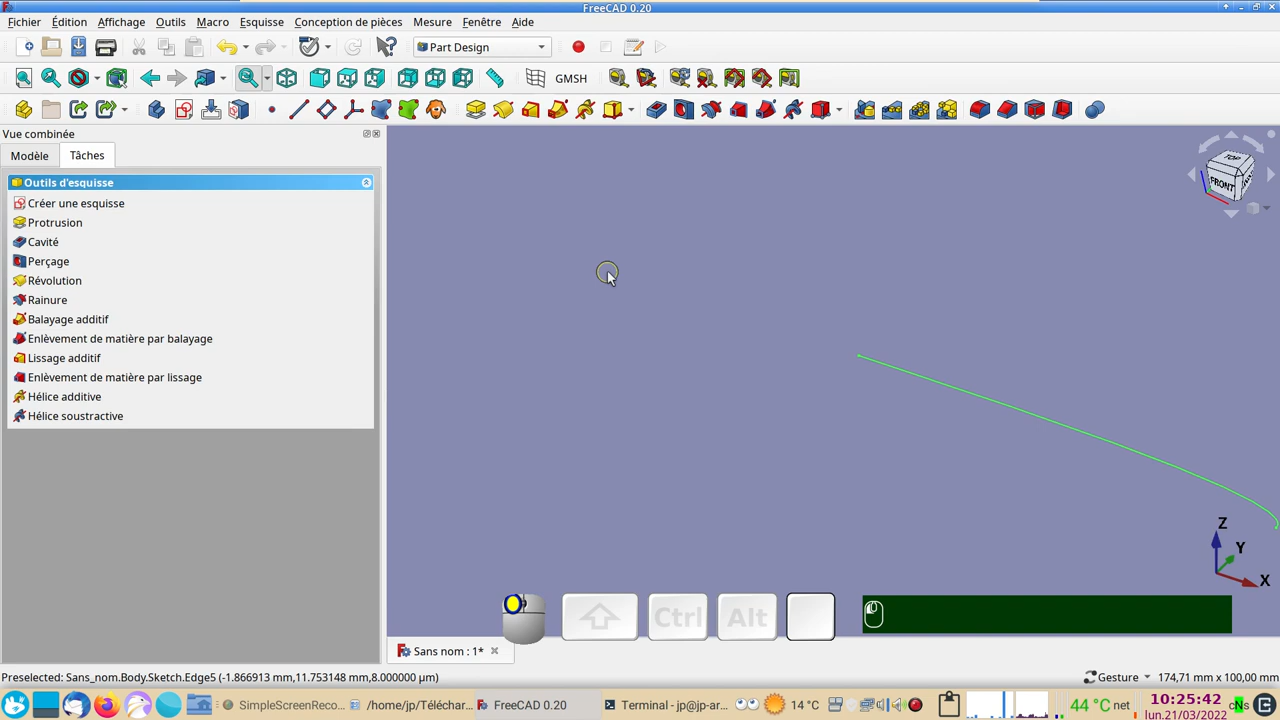 FreeCAD 0.20
Fichier Édition Affichage Outils Macro Esquisse Conception de pièces Mesure Fenêtre Aide
Part Design
GMSH
Vue combinée
Modèle Tâches
Outils d'esquisse
Créer une esquisse
Protrusion
Cavité
Perçage
Révolution
Rainure
Balayage additif
Enlèvement de matière par balayage
Lissage additif
Enlèvement de matière par lissage
Hélice additive
Hélice soustractive
TOP
FRONT
Z
Y
X
Ctrl Alt
Sans nom : 1*
Preselected: Sans_nom.Body.Sketch.Edge5 (-1.866913 mm,11.753148 mm,8.000000 µm) Gesture 174,71 mm x 100,00 mm
SimpleScreenReco... /home/jp/Téléchar... FreeCAD 0.20 Terminal - jp@jp-ar... 14 °C 44 °C net 10:25:42
lun.21/03/2022